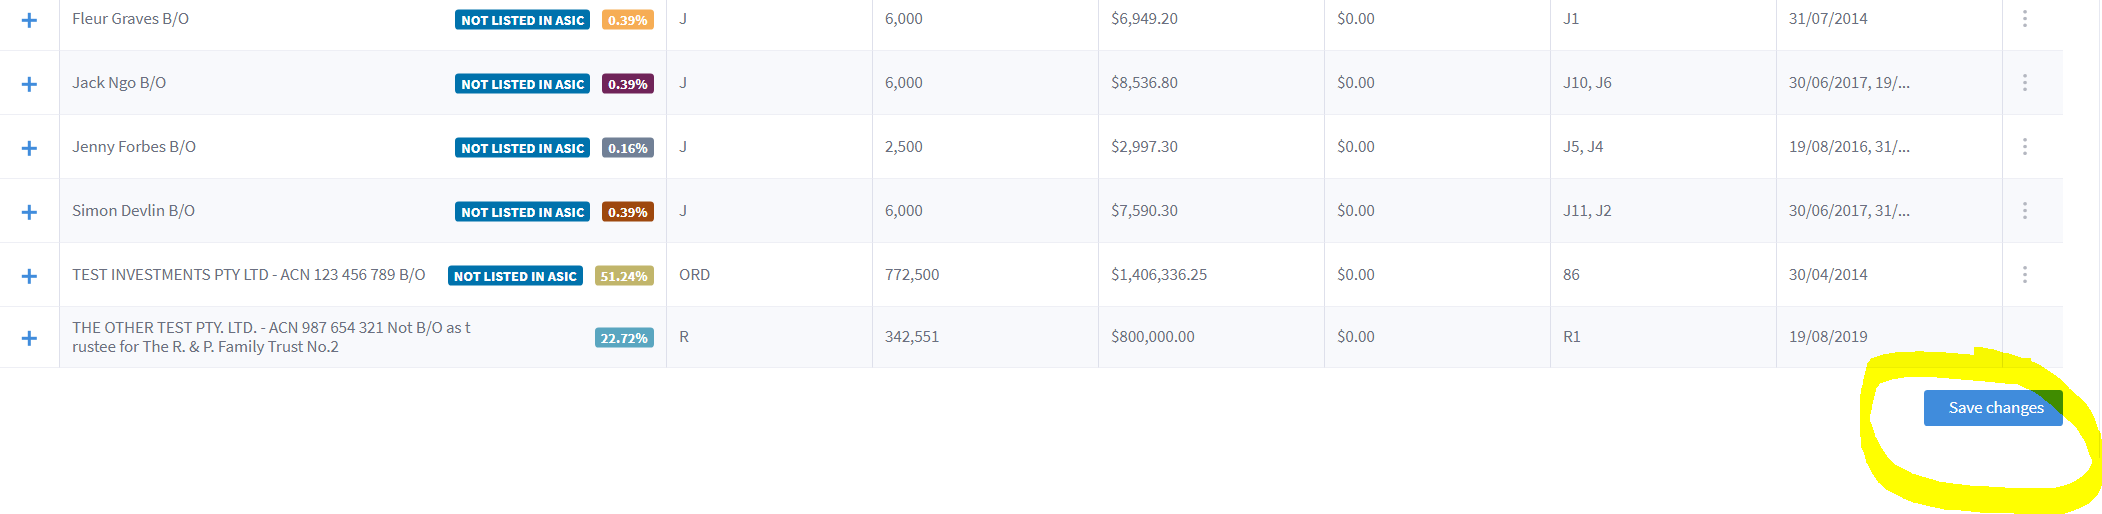 Fleur Graves B/O NOT LISTED IN ASIC 0.39% J 6,000 $6,949.20 $0.00 J1 31/07/2014
Jack Ngo B/O NOT LISTED IN ASIC 0.39% J 6,000 $8,536.80 $0.00 J10, J6 30/06/2017, 19/...
Jenny Forbes B/O NOT LISTED IN ASIC 0.16% J 2,500 $2,997.30 $0.00 J5, J4 19/08/2016, 31/...
Simon Devlin B/O NOT LISTED IN ASIC 0.39% J 6,000 $7,590.30 $0.00 J11, J2 30/06/2017, 31/...
TEST INVESTMENTS PTY LTD - ACN 123 456 789 B/O NOT LISTED IN ASIC 51.24% ORD 772,500 $1,406,336.25 $0.00 86 30/04/2014
THE OTHER TEST PTY. LTD. - ACN 987 654 321 Not B/O as t
rustee for The R. & P. Family Trust No.2 22.72% R 342,551 $800,000.00 $0.00 R1 19/08/2019
Save changes